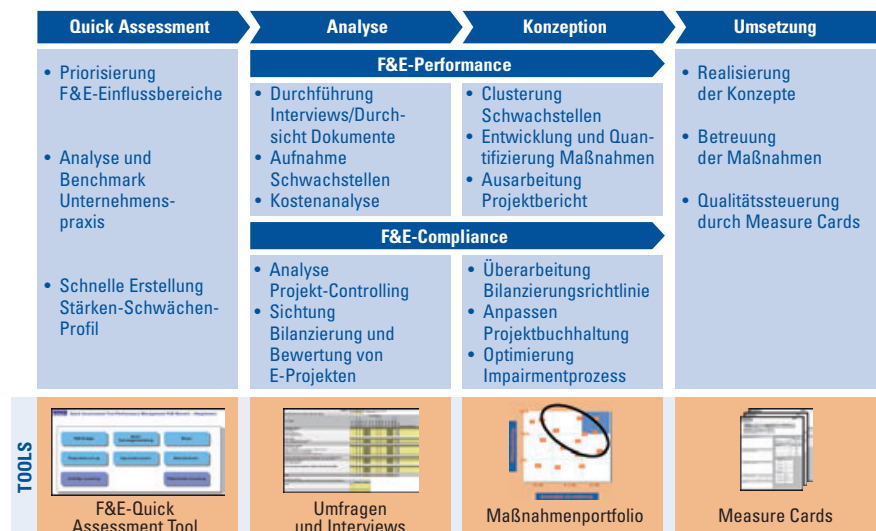 Quick Assessment
Analyse
Konzeption
Umsetzung
• Priorisierung
F&E-Einflussbereiche
• Analyse und
Benchmark
Unternehmens-
praxis
• Schnelle Erstellung
Stärken-Schwächen-
Profil
F&E-Performance
• Durchführung
Interviews/Durch-
sicht Dokumente
• Aufnahme
Schwachstellen
• Kostenanalyse
• Clusterung
Schwachstellen
• Entwicklung und Quan-
tifizierung Maßnahmen
• Ausarbeitung
Projektbericht
F&E-Compliance
• Analyse
Projekt-Controlling
• Sichtung
Bilanzierung und
Bewertung von
E-Projekten
• Überarbeitung
Bilanzierungsrichtlinie
• Anpassen
Projektbuchhaltung
• Optimierung
Impairmentprozess
• Realisierung
der Konzepte
• Betreuung
der Maßnahmen
• Qualitätssteuerung
durch Measure Cards
TOOLS
F&E-Quick
Assessment Tool
Umfragen
und Interviews
Maßnahmenportfolio
Measure Cards